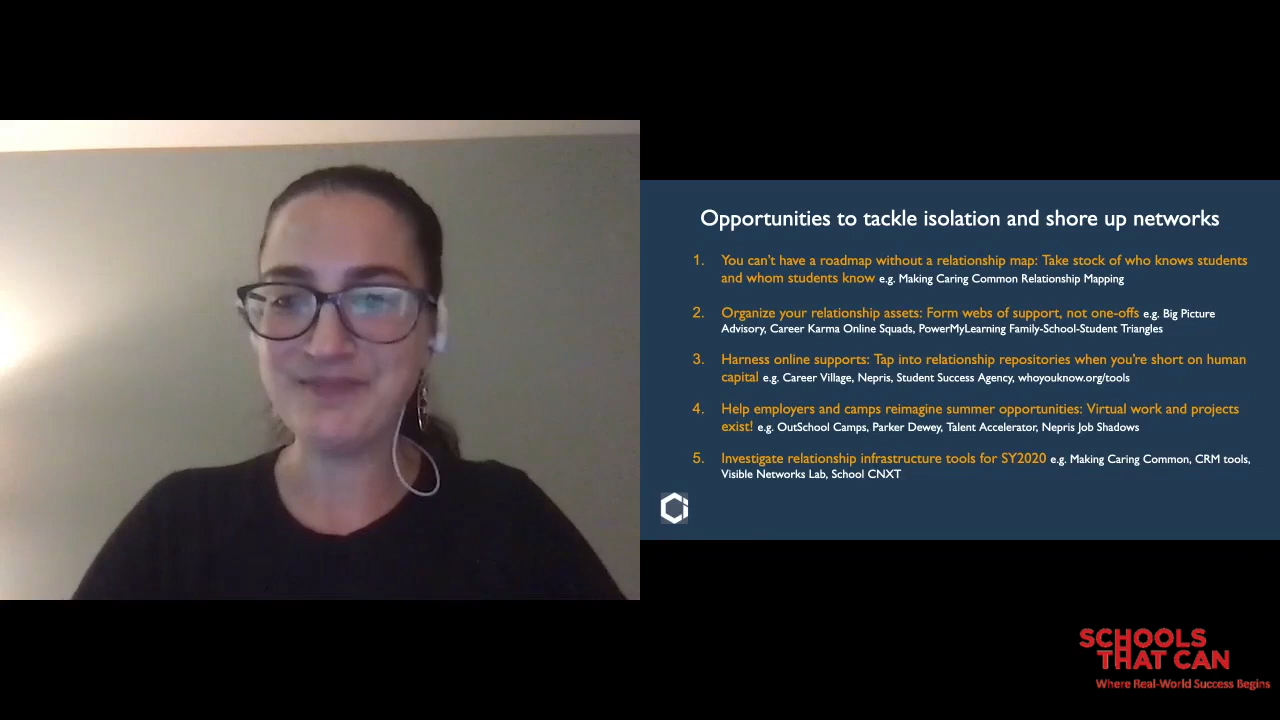 Opportunities to tackle isolation and shore up networks
1. You can't have a roadmap without a relationship map: Take stock of who knows students
and whom students know e.g. Making Caring Common Relationship Mapping
2. Organize your relationship assets: Form webs of support, not one-offs e.g. Big Picture
Advisory, Career Karma Online Squads, PowerMyLearning Family-School-Student Triangles
3. Harness online supports: Tap into relationship repositories when you're short on human
capital e.g. Career Village, Nepris, Student Success Agency, whoyouknow.org/tools
4. Help employers and camps reimagine summer opportunities: Virtual work and projects
exist! e.g. OutSchool Camps, Parker Dewey, Talent Accelerator, Nepris Job Shadows
5. Investigate relationship infrastructure tools for SY2020 e.g. Making Caring Common, CRM tools,
Visible Networks Lab, School CNXT
SCHOOLS
THAT CAN
Where Real-World Success Begins